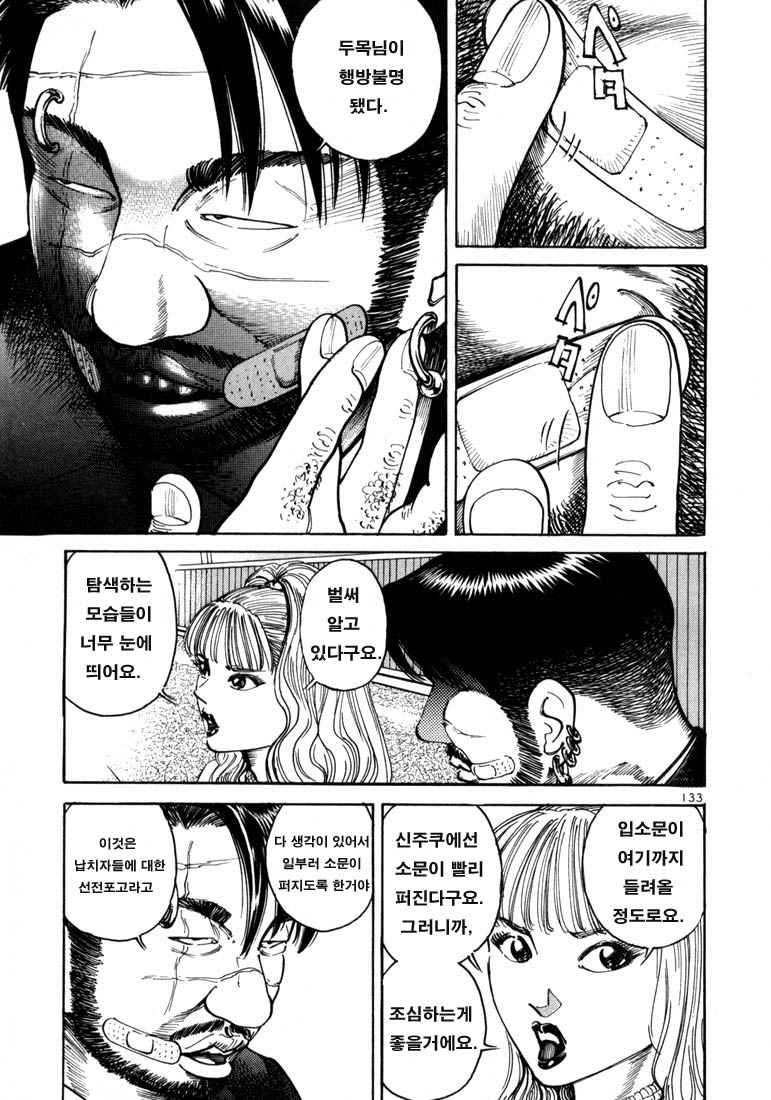 ペタ
ペタ
두목님이
행방불명
됐다.
벌써
알고
있다구요.
탐색하는
모습들이
너무 눈에
띄어요.
133
입소문이
여기까지
들려올
정도로요.
신주쿠에선
소문이 빨리
퍼진다구요.
그러니까,
조심하는게
좋을거에요.
다 생각이 있어서
일부러 소문이
퍼지도록 한거야
이것은
납치자들에 대한
선전포고라고